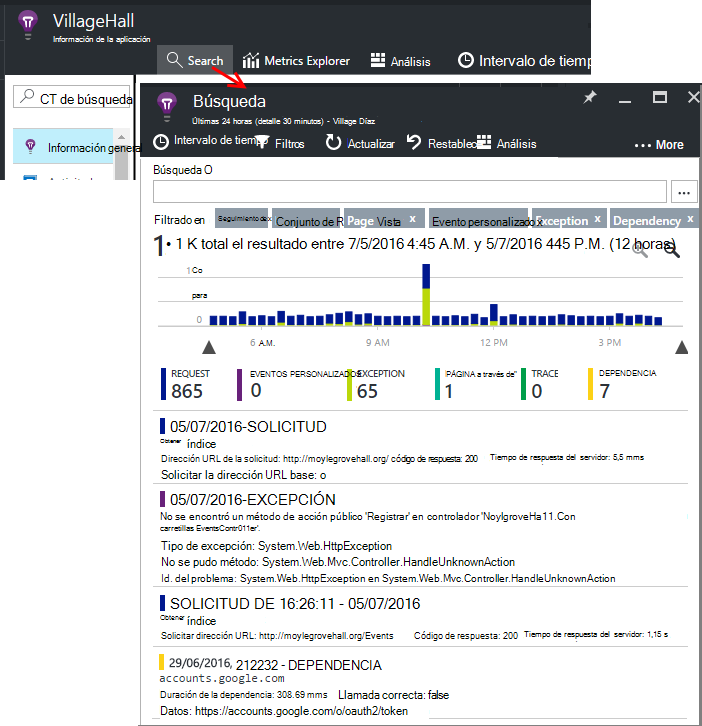 VillageHall
Información de la aplicación
Search
Metrics Explorer
Análisis
Intervalo de tiemp
CT de búsqueda
Información general
Búsqueda
Últimas 24 horas (detalle 30 minutos) - Village Díaz
Intervalo de tiempo
Filtros
Actualizar
Restablec
Análisis
More
Búsqueda O
Filtrado en
Seguimiento de x
Conjunto de R
Page Vista x
Evento personalizado x
Exception x
Dependency x
1• 1 K total el resultado entre 7/5/2016 4:45 A.M. y 5/7/2016 445 P.M. (12 horas)
1Co
para
0
6 A.M.
9 AM
12 PM
3 PM
REQUEST
865
EVENTOS PERSONALIZADOS
0
EXCEPTION
65
PÁGINA a través de"
1
TRACE
0
DEPENDENCIA
7
05/07/2016-SOLICITUD
Obtener índice
Dirección URL de la solicitud: http://moylegrovehall.org/ código de respuesta: 200 Tiempo de respuesta del servidor: 5,5 mms
Solicitar la dirección URL base: o
05/07/2016-EXCEPCIÓN
No se encontró un método de acción público 'Registrar' en controlador 'NoylgroveHa11.Con
carretillas EventsContr011er'.
Tipo de excepción: System.Web.HttpException
No se pudo método: System.Web.Mvc.Controller.HandleUnknownAction
Id. del problema: System.Web.HttpException en System.Web.Mvc.Controller.HandleUnknownAction
SOLICITUD DE 16:26:11 - 05/07/2016
Obtener índice
Solicitar dirección URL: http://moylegrovehall.org/Events Código de respuesta: 200 Tiempo de respuesta del servidor: 1,15 s
29/06/2016, 212232 - DEPENDENCIA
accounts.google.com
Duración de la dependencia: 308.69 mms Llamada correcta: false
Datos: https://accounts.google.com/o/oauth2/token